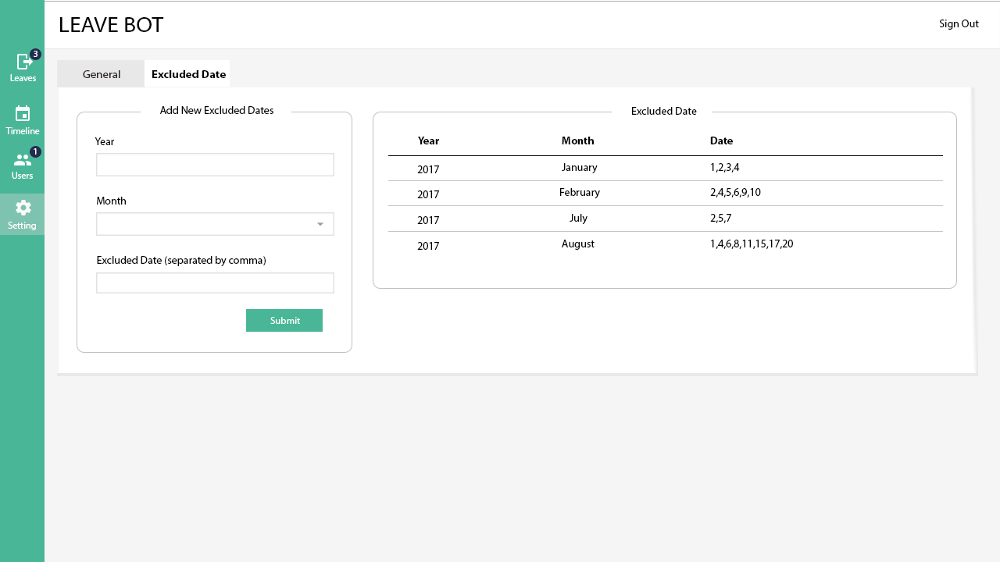 LEAVE BOT
Sign Out
3
Leaves
Timeline
1
Users
Setting
General
Excluded Date
Add New Excluded Dates
Year
Month
Excluded Date (separated by comma)
Submit
Excluded Date
Year Month Date
2017 January 1,2,3,4
2017 February 2,4,5,6,9,10
2017 July 2,5,7
2017 August 1,4,6,8,11,15,17,20